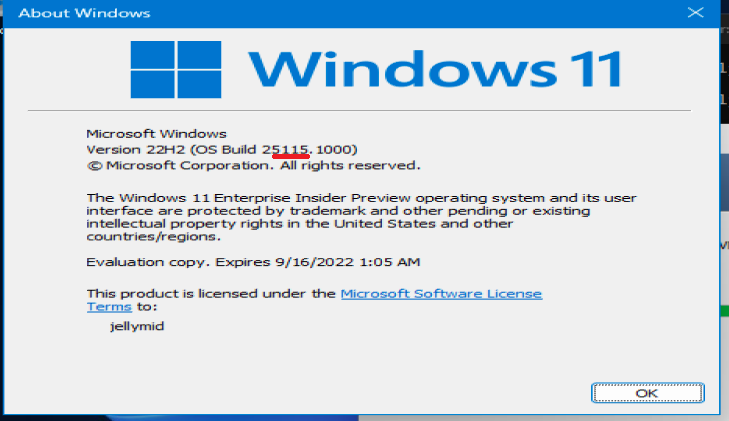 About Windows
Windows 11
Microsoft Windows
Version 22H2 (OS Build 25115.1000)
© Microsoft Corporation. All rights reserved.
The Windows 11 Enterprise Insider Preview operating system and its user
interface are protected by trademark and other pending or existing
intellectual property rights in the United States and other
countries/regions.
Evaluation copy. Expires 9/16/2022 1:05 AM
This product is licensed under the Microsoft Software License
Terms to:
jellymid
OK